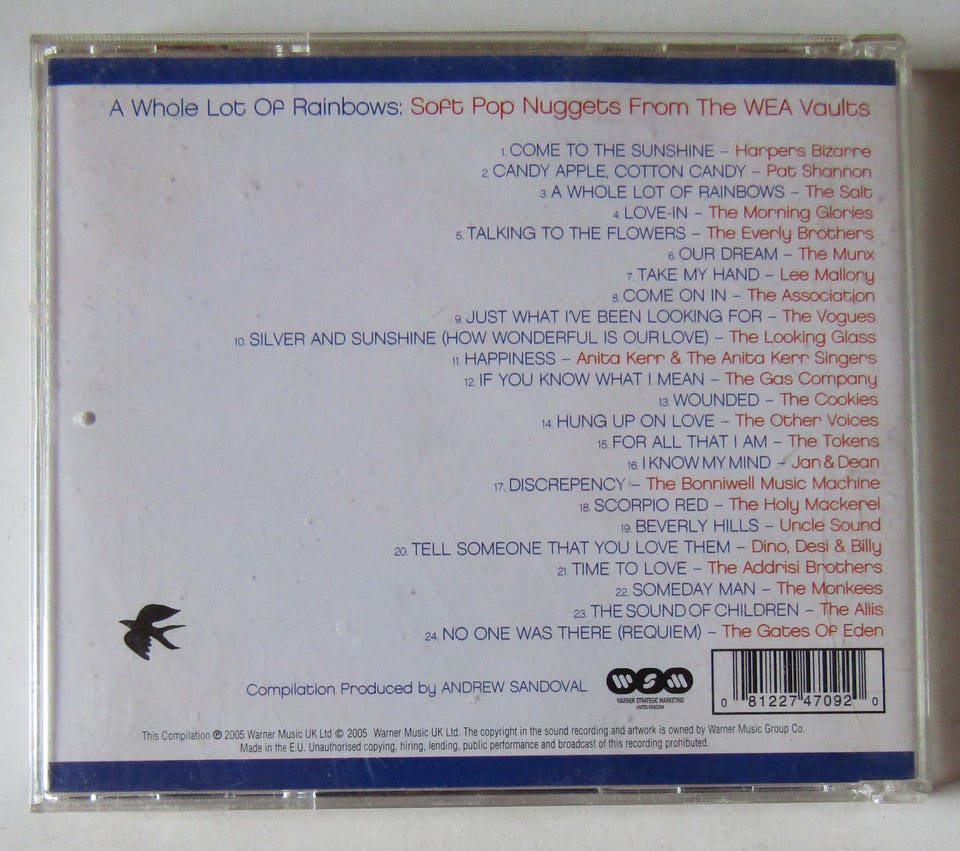 A Whole Lot Of Rainbows: Soft Pop Nuggets From The WEA Vaults
1. COME TO THE SUNSHINE – Harpers Bizarre
2. CANDY APPLE, COTTON CANDY – Pat Shannon
3. A WHOLE LOT OF RAINBOWS – The Salt
4. LOVE-IN – The Morning Glories
5. TALKING TO THE FLOWERS – The Everly Brothers
6. OUR DREAM – The Munx
7. TAKE MY HAND – Lee Mallory
8. COME ON IN – The Association
9. JUST WHAT I'VE BEEN LOOKING FOR – The Vogues
10. SILVER AND SUNSHINE (HOW WONDERFUL IS OUR LOVE) – The Looking Glass
11. HAPPINESS – Anita Kerr & The Anita Kerr Singers
12. IF YOU KNOW WHAT I MEAN – The Gas Company
13. WOUNDED – The Cookies
14. HUNG UP ON LOVE – The Other Voices
15. FOR ALL THAT I AM – The Tokens
16. I KNOW MY MIND – Jan & Dean
17. DISCREPENCY – The Bonniwell Music Machine
18. SCORPIO RED – The Holy Mackerel
19. BEVERLY HILLS – Uncle Sound
20. TELL SOMEONE THAT YOU LOVE THEM – Dino, Desi & Billy
21. TIME TO LOVE – The Addrisi Brothers
22. SOMEDAY MAN – The Monkees
23. THE SOUND OF CHILDREN – The Aliis
24. NO ONE WAS THERE (REQUIEM) – The Gates Of Eden
Compilation Produced by ANDREW SANDOVAL
WSM
WARNER STRATEGIC MARKETING
UNITED KINGDOM
0 81227 47092 0
This Compilation ℗ 2005 Warner Music UK Ltd © 2005 Warner Music UK Ltd. The copyright in the sound recording and artwork is owned by Warner Music Group Co.
Made in the E.U. Unauthorised copying, hiring, lending, public performance and broadcast of this recording prohibited.